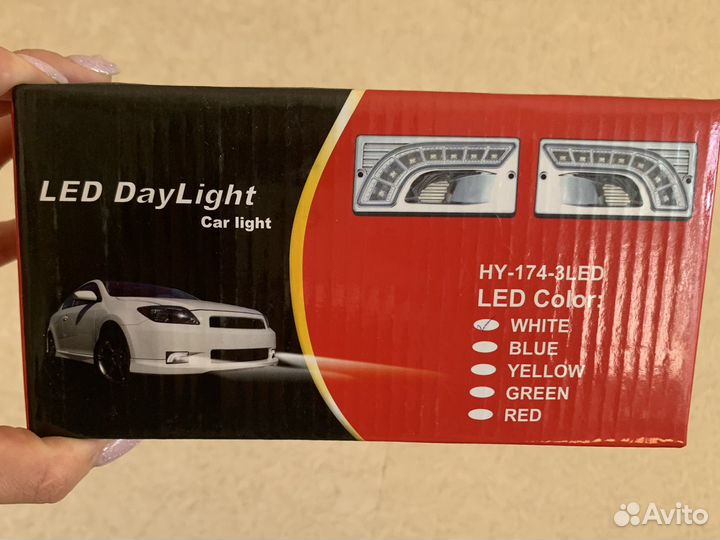 LED DayLight
Car light
HY-174-3LED
LED Color:
WHITE
BLUE
YELLOW
GREEN
RED
Avito